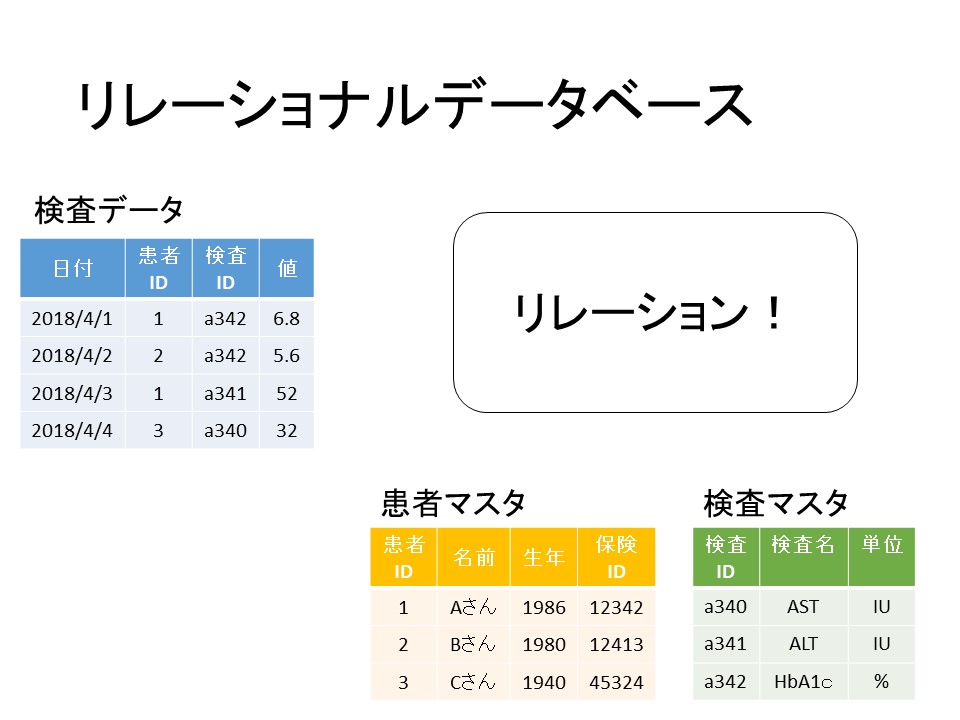 リレーショナルデータベース
検査データ
日付 患者ID 検査ID 値
2018/4/1 1 a342 6.8
2018/4/2 2 a342 5.6
2018/4/3 1 a341 52
2018/4/4 3 a340 32
リレーション！
患者マスタ
患者ID 名前 生年 保険ID
1 Aさん 1986 12342
2 Bさん 1980 12413
3 Cさん 1940 45324
検査マスタ
検査ID 検査名 単位
a340 AST IU
a341 ALT IU
a342 HbA1c %